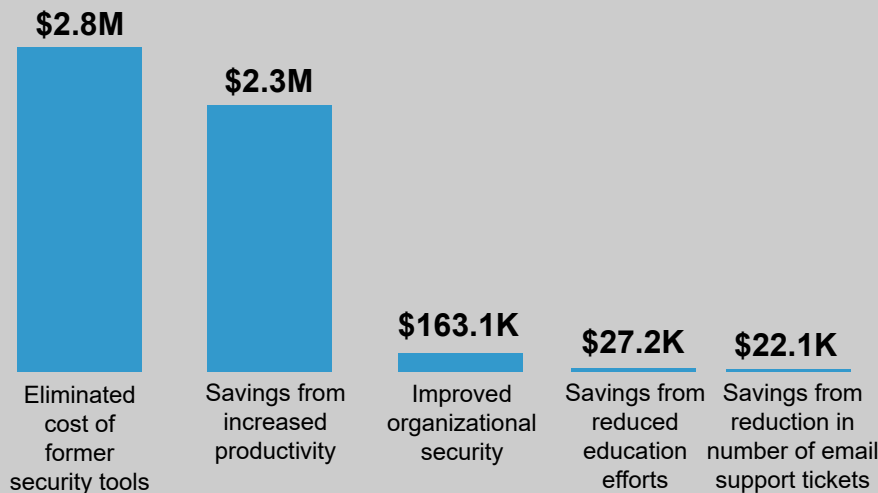 $2.8M
Eliminated
cost of
former
security tools
$2.3M
Savings from
increased
productivity
$163.1K
Improved
organizational
security
$27.2K
Savings from
reduced
education
efforts
$22.1K
Savings from
reduction in
number of email
support tickets